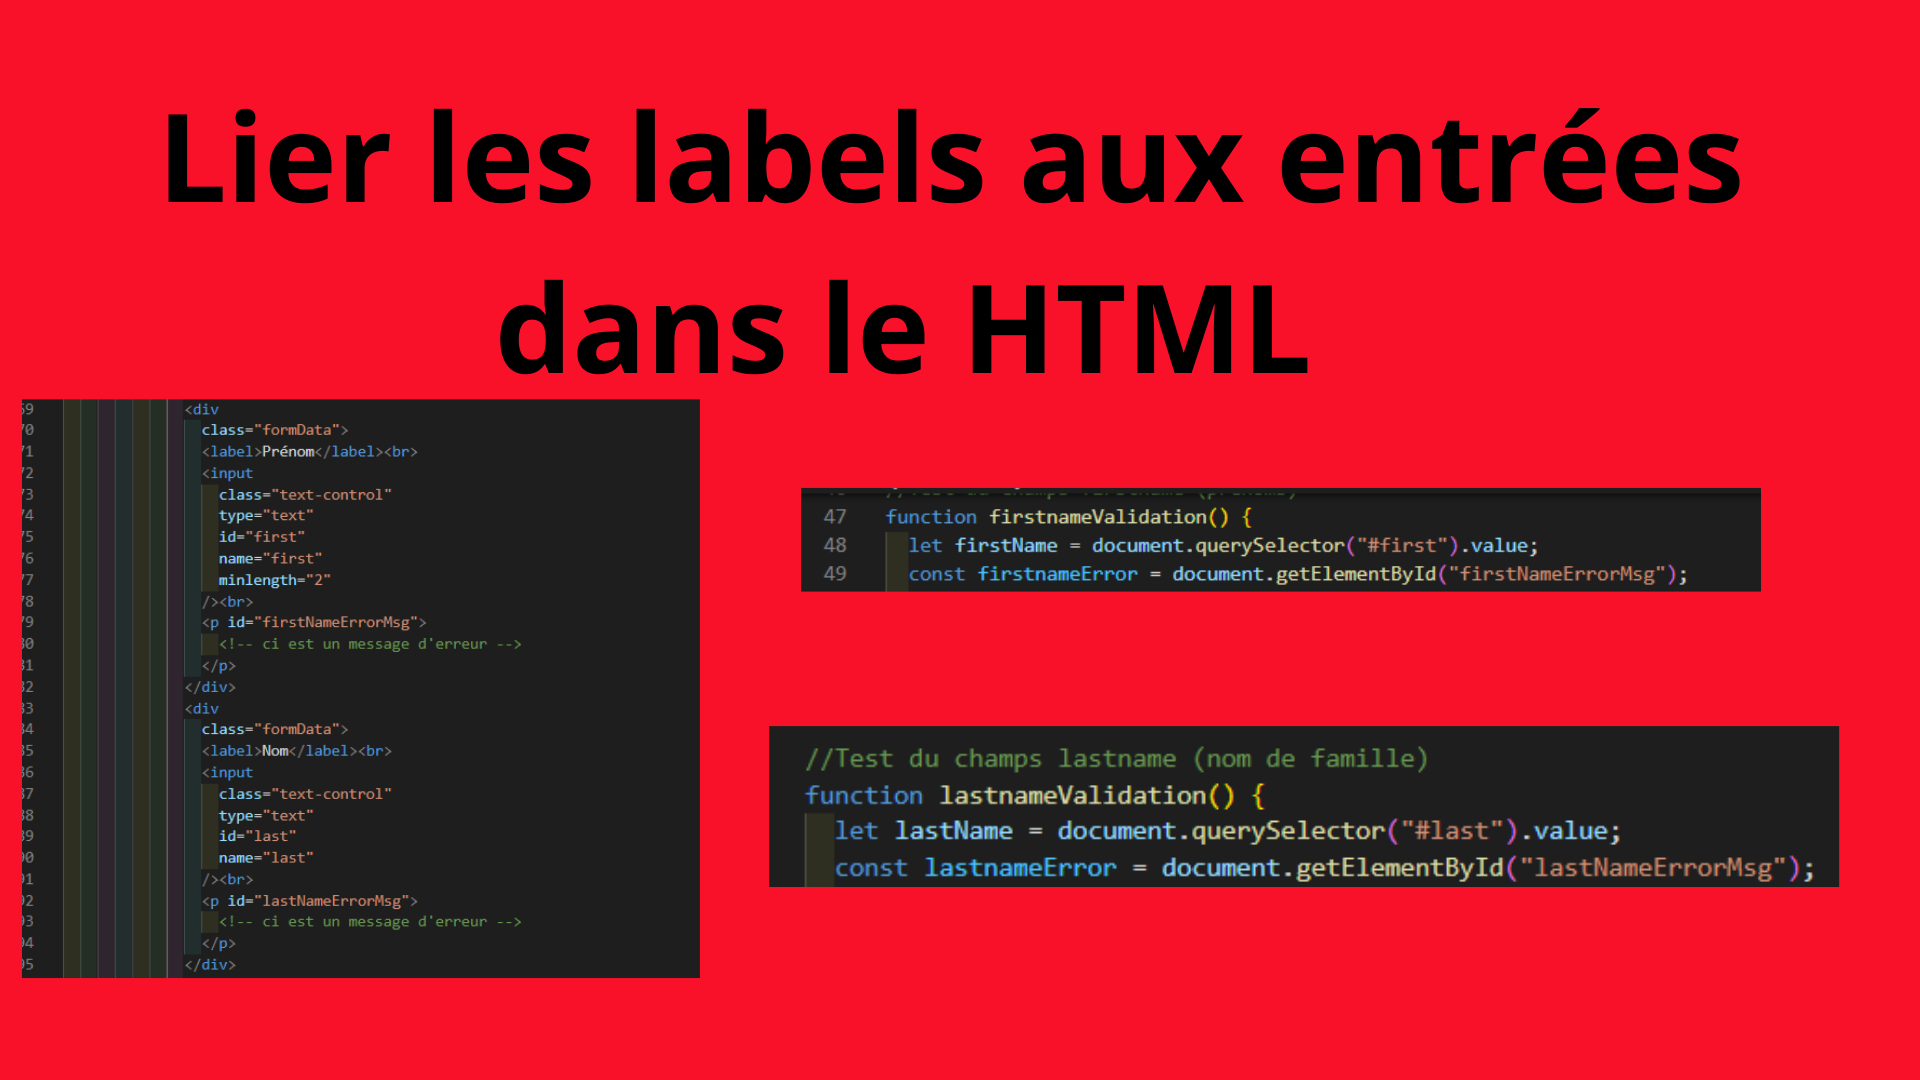 Lier les labels aux entrées
dans le HTML
69 <div
70 class="formData">
71 <label>Prénom</label><br>
72 <input
73 class="text-control"
74 type="text"
75 id="first"
76 name="first"
77 minlength="2"
78 /><br>
79 <p id="firstNameErrorMsg">
80 <!-- ci est un message d'erreur -->
81 </p>
82 </div>
83 <div
84 class="formData">
85 <label>Nom</label><br>
86 <input
87 class="text-control"
88 type="text"
89 id="last"
90 name="last"
91 /><br>
92 <p id="lastNameErrorMsg">
93 <!-- ci est un message d'erreur -->
94 </p>
95 </div>
47 function firstnameValidation() {
48 let firstName = document.querySelector("#first").value;
49 const firstnameError = document.getElementById("firstNameErrorMsg");
//Test du champs lastname (nom de famille)
function lastnameValidation() {
let lastName = document.querySelector("#last").value;
const lastnameError = document.getElementById("lastNameErrorMsg");